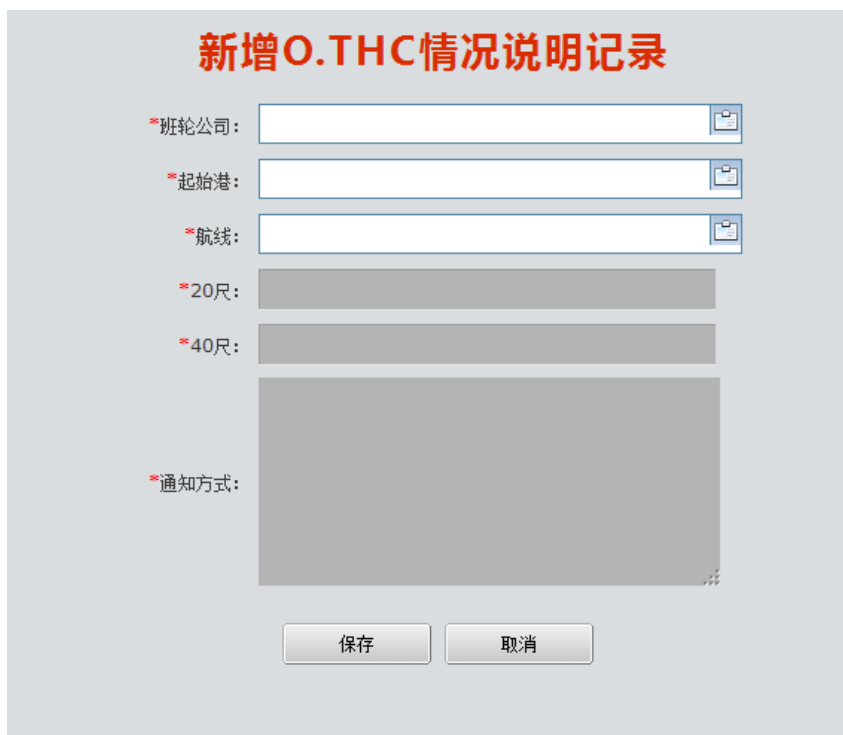 新增O.THC情况说明记录
*班轮公司：
*起始港：
*航线：
*20尺：
*40尺：
*通知方式：
保存 取消